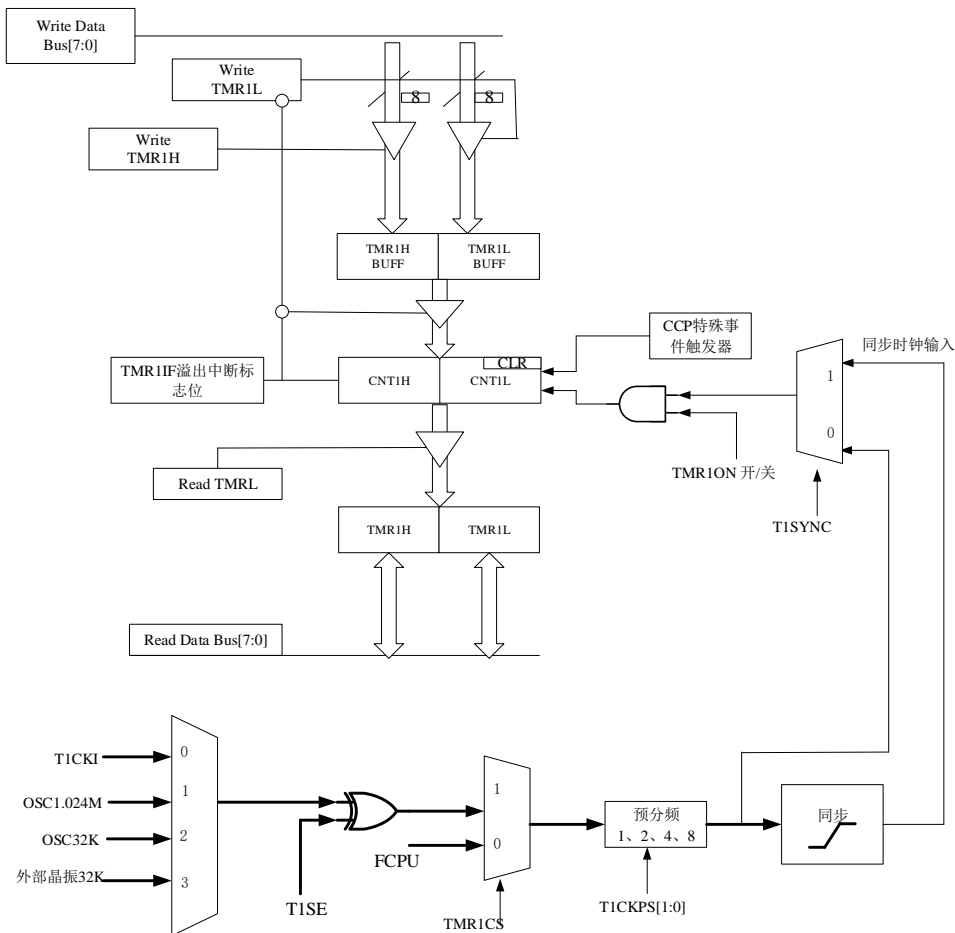 Write Data
Bus[7:0]
Write
TMR1L
8
8
Write
TMR1H
TMR1H
BUFF
TMR1L
BUFF
CCP特殊事
件触发器
同步时钟输入
CLR
TMR1IF溢出中断标
志位
CNT1H
CNT1L
1
0
TMR1ON 开/关
Read TMRL
T1SYNC
TMR1H
TMR1L
Read Data Bus[7:0]
T1CKI
0
OSC1.024M
1
OSC32K
2
外部晶振32K
3
T1SE
FCPU
1
0
TMR1CS
预分频
1、2、4、8
T1CKPS[1:0]
同步